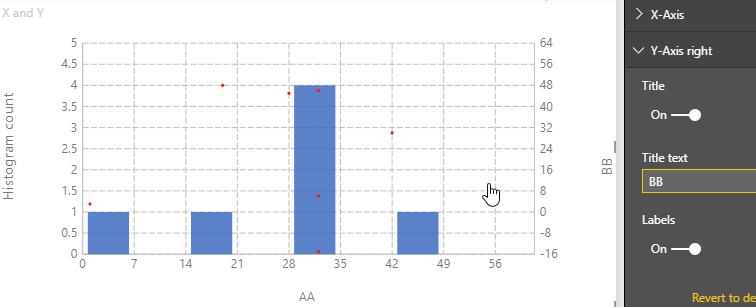 X and Y
X-Axis
Y-Axis right
Title
On
Title text
BB
Labels
On
Revert to de
Histogram count
5
4.5
4
3.5
3
2.5
2
1.5
1
0.5
0
64
56
48
40
32
24
16
8
0
-8
-16
BB
0 7 14 21 28 35 42 49 56
AA